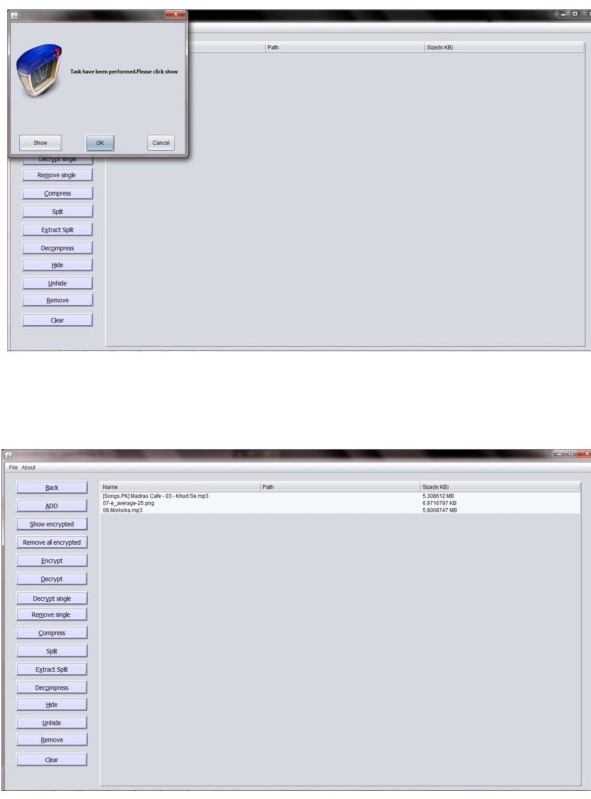 Path Size(In KB)
Task have been performed.Please click show
Show OK Cancel
Decrypt single
Remove single
Compress
Split
Extract Split
Decompress
Hide
Unhide
Remove
Clear
File About
Name Path Size(In KB)
Back
[Songs.PK] Madras Cafe - 03 - Khud Se.mp3 5.308612 MB
07-e_average-25.png 6.9716797 KB
08.Monisika.mp3 5.8008747 MB
ADD
Show encrypted
Remove all encrypted
Encrypt
Decrypt
Decrypt single
Remove single
Compress
Split
Extract Split
Decompress
Hide
Unhide
Remove
Clear